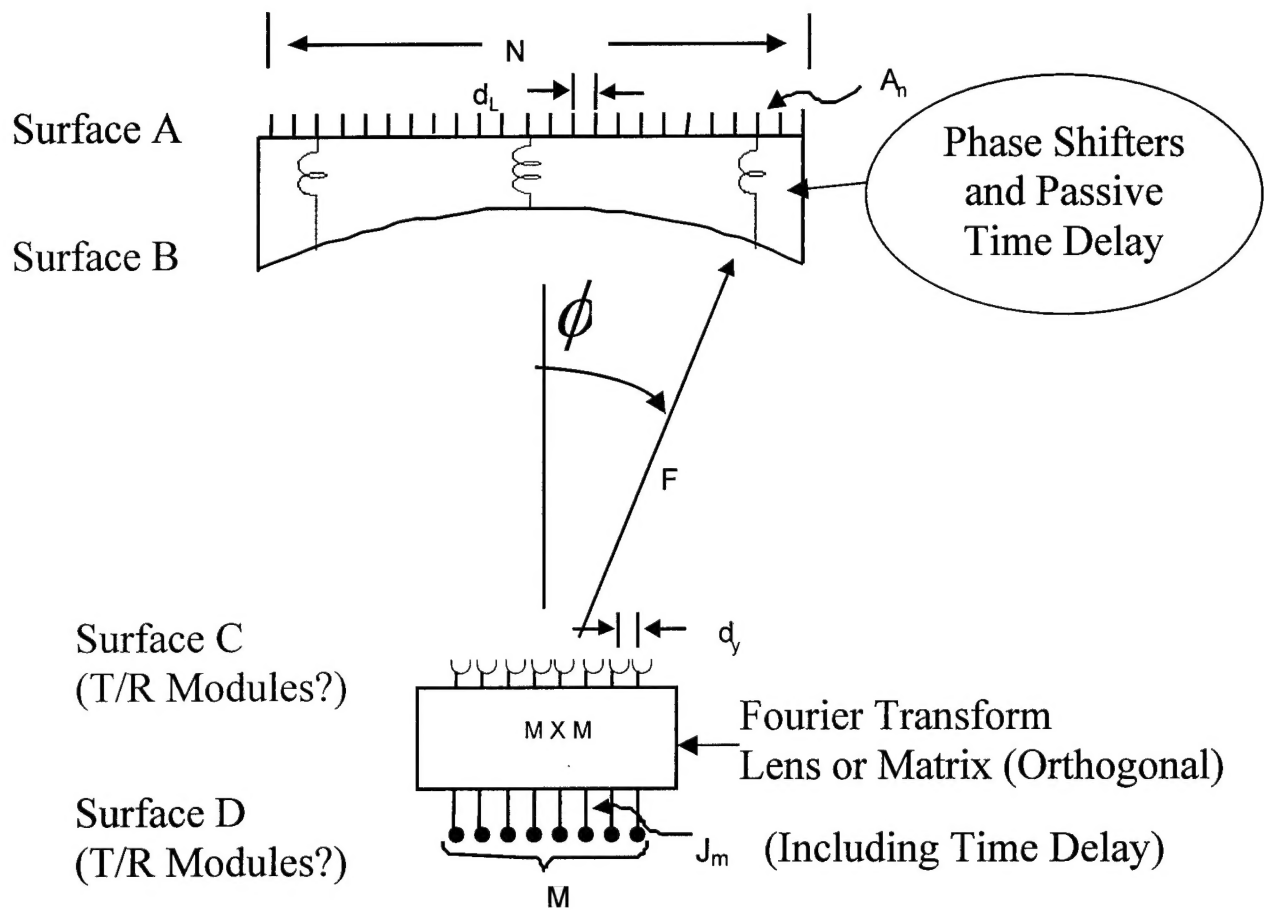 N
d_L
A_n
Surface A
Phase Shifters
and Passive
Time Delay
Surface B
ϕ
F
Surface C
(T/R Modules?)
d_y
M X M
Fourier Transform
Lens or Matrix (Orthogonal)
Surface D
(T/R Modules?)
J_m (Including Time Delay)
M